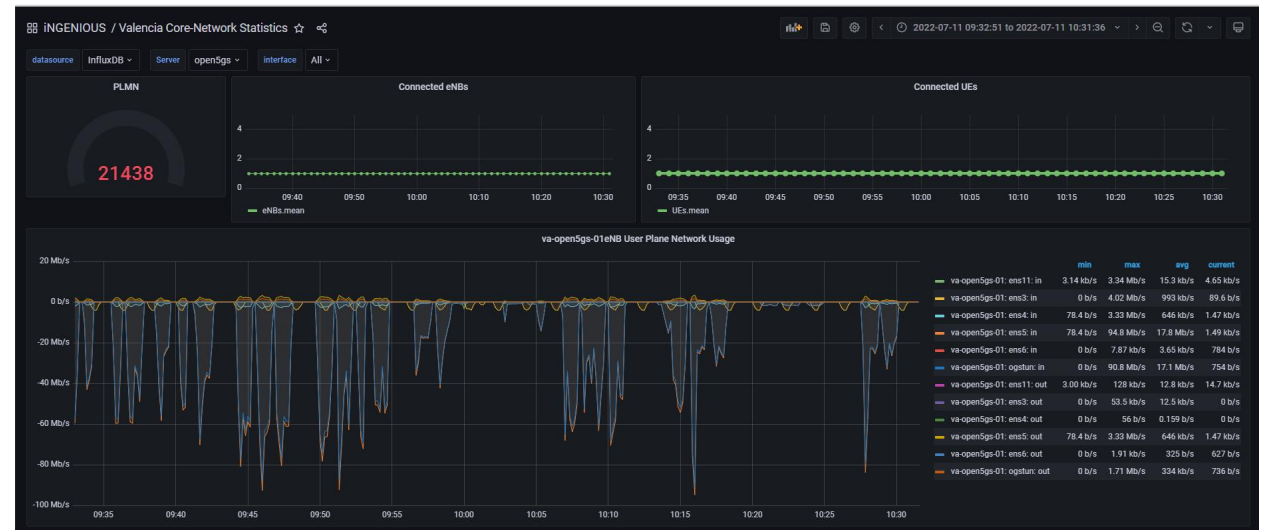 iNGENIOUS / Valencia Core-Network Statistics
2022-07-11 09:32:51 to 2022-07-11 10:31:36
datasource InfluxDB Server open5gs interface All
PLMN
21438
Connected eNBs
4
2
0
09:40 09:50 10:00 10:10 10:20 10:30
eNBs.mean
Connected UEs
4
2
0
09:35 09:40 09:45 09:50 09:55 10:00 10:05 10:10 10:15 10:20 10:25 10:30
UEs.mean
va-open5gs-01eNB User Plane Network Usage
20 Mb/s
0 b/s
-20 Mb/s
-40 Mb/s
-60 Mb/s
-80 Mb/s
-100 Mb/s
09:35 09:40 09:45 09:50 09:55 10:00 10:05 10:10 10:15 10:20 10:25 10:30
min max avg current
va-open5gs-01: ens11: in 3.14 kb/s 3.34 Mb/s 15.3 kb/s 4.65 kb/s
va-open5gs-01: ens3: in 0 b/s 4.02 Mb/s 993 kb/s 89.6 b/s
va-open5gs-01: ens4: in 78.4 b/s 3.33 Mb/s 646 kb/s 1.47 kb/s
va-open5gs-01: ens5: in 78.4 b/s 94.8 Mb/s 17.8 Mb/s 1.49 kb/s
va-open5gs-01: ens6: in 0 b/s 7.87 kb/s 3.65 kb/s 784 b/s
va-open5gs-01: ogstun: in 0 b/s 90.8 Mb/s 17.1 Mb/s 754 b/s
va-open5gs-01: ens11: out 3.00 kb/s 128 kb/s 12.8 kb/s 14.7 kb/s
va-open5gs-01: ens3: out 0 b/s 53.5 kb/s 12.5 kb/s 0 b/s
va-open5gs-01: ens4: out 0 b/s 56 b/s 0.159 b/s 0 b/s
va-open5gs-01: ens5: out 78.4 b/s 3.33 Mb/s 646 kb/s 1.47 kb/s
va-open5gs-01: ens6: out 0 b/s 1.91 kb/s 325 b/s 627 b/s
va-open5gs-01: ogstun: out 0 b/s 1.71 Mb/s 334 kb/s 736 b/s